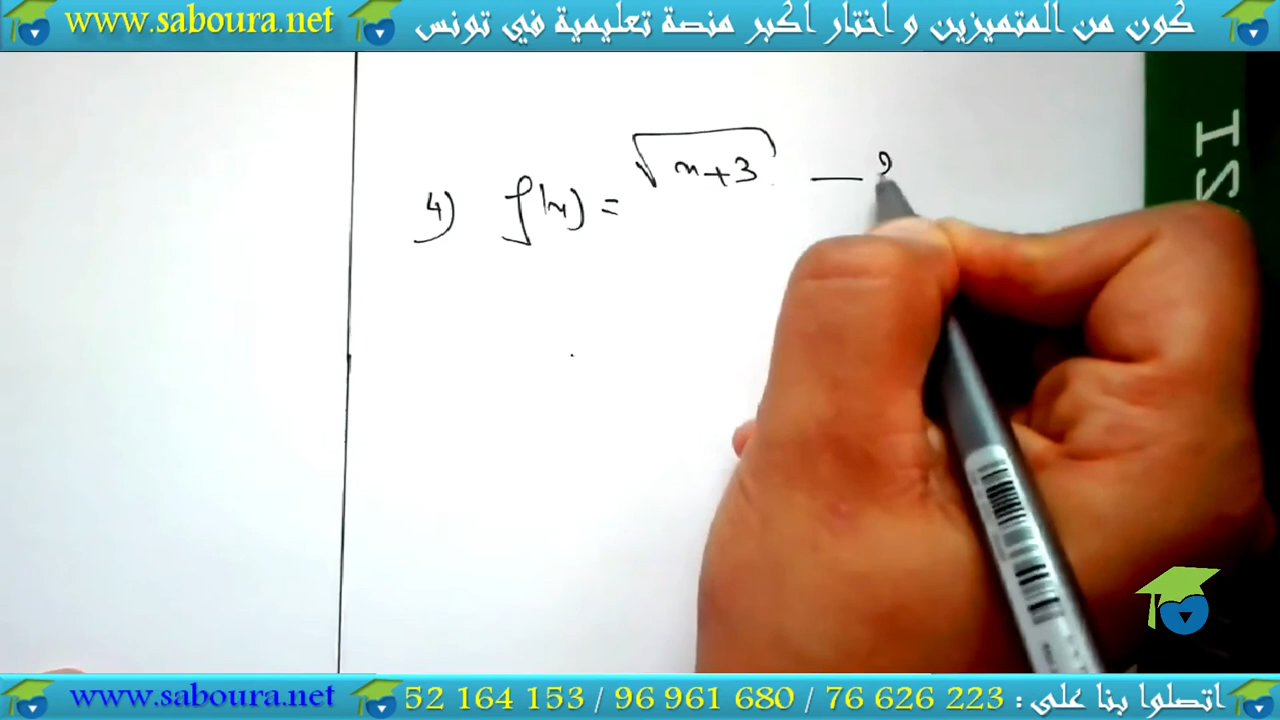 www.saboura.net كون من المتميزين و اختار اكبر منصة تعليمية في تونس
4) f(x) = √(x+3) —
IS
www.saboura.net اتصلوا بنا على : 52 164 153 / 96 961 680 / 76 626 223